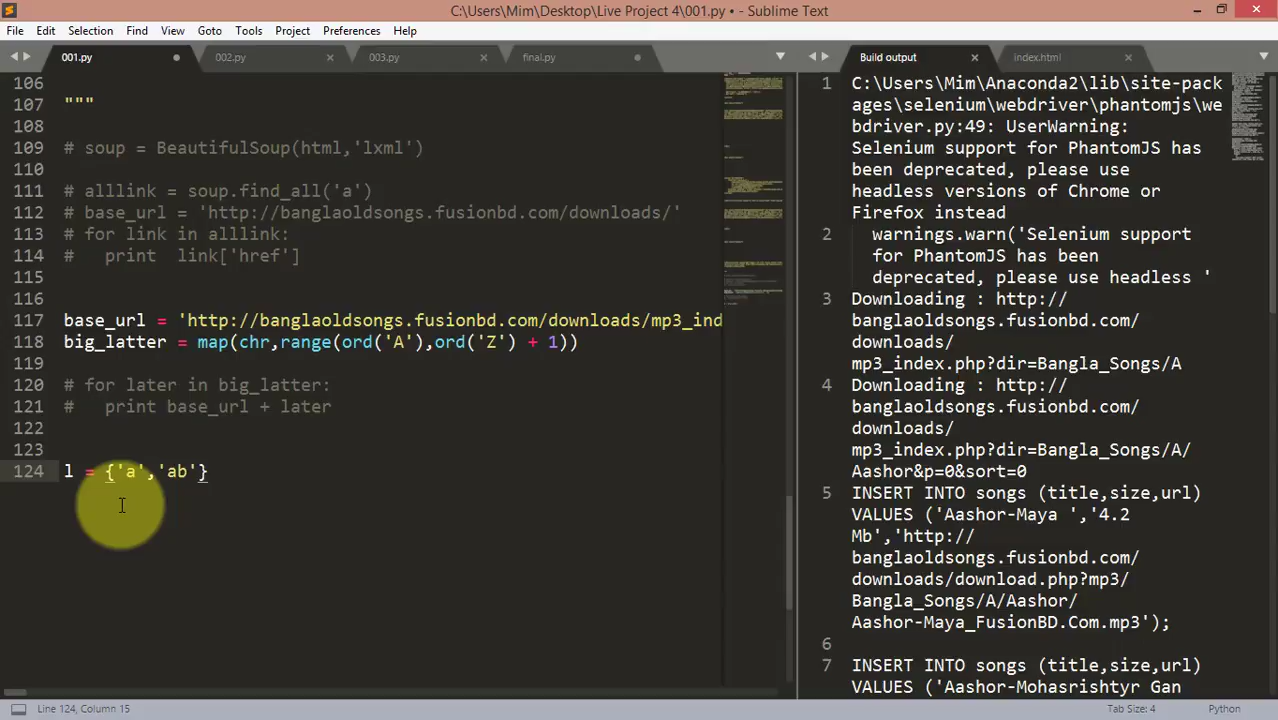 C:\Users\Mim\Desktop\Live Project 4\001.py • - Sublime Text
File Edit Selection Find View Goto Tools Project Preferences Help
001.py 002.py 003.py final.py
106
107 """
108
109 # soup = BeautifulSoup(html,'lxml')
110
111 # alllink = soup.find_all('a')
112 # base_url = 'http://banglaoldsongs.fusionbd.com/downloads/'
113 # for link in alllink:
114 #   print  link['href']
115
116
117 base_url = 'http://banglaoldsongs.fusionbd.com/downloads/mp3_ind
118 big_latter = map(chr,range(ord('A'),ord('Z') + 1))
119
120 # for later in big_latter:
121 #   print base_url + later
122
123
124 l = {'a','ab'}
Line 124, Column 15
Build output index.html
1 C:\Users\Mim\Anaconda2\lib\site-pack
ages\selenium\webdriver\phantomjs\we
bdriver.py:49: UserWarning:
Selenium support for PhantomJS has
been deprecated, please use
headless versions of Chrome or
Firefox instead
2 warnings.warn('Selenium support
for PhantomJS has been
deprecated, please use headless '
3 Downloading : http://
banglaoldsongs.fusionbd.com/
downloads/
mp3_index.php?dir=Bangla_Songs/A
4 Downloading : http://
banglaoldsongs.fusionbd.com/
downloads/
mp3_index.php?dir=Bangla_Songs/A/
Aashor&p=0&sort=0
5 INSERT INTO songs (title,size,url)
VALUES ('Aashor-Maya ','4.2
Mb','http://
banglaoldsongs.fusionbd.com/
downloads/download.php?mp3/
Bangla_Songs/A/Aashor/
Aashor-Maya_FusionBD.Com.mp3');
6
7 INSERT INTO songs (title,size,url)
VALUES ('Aashor-Mohasrishtyr Gan
Tab Size: 4 Python